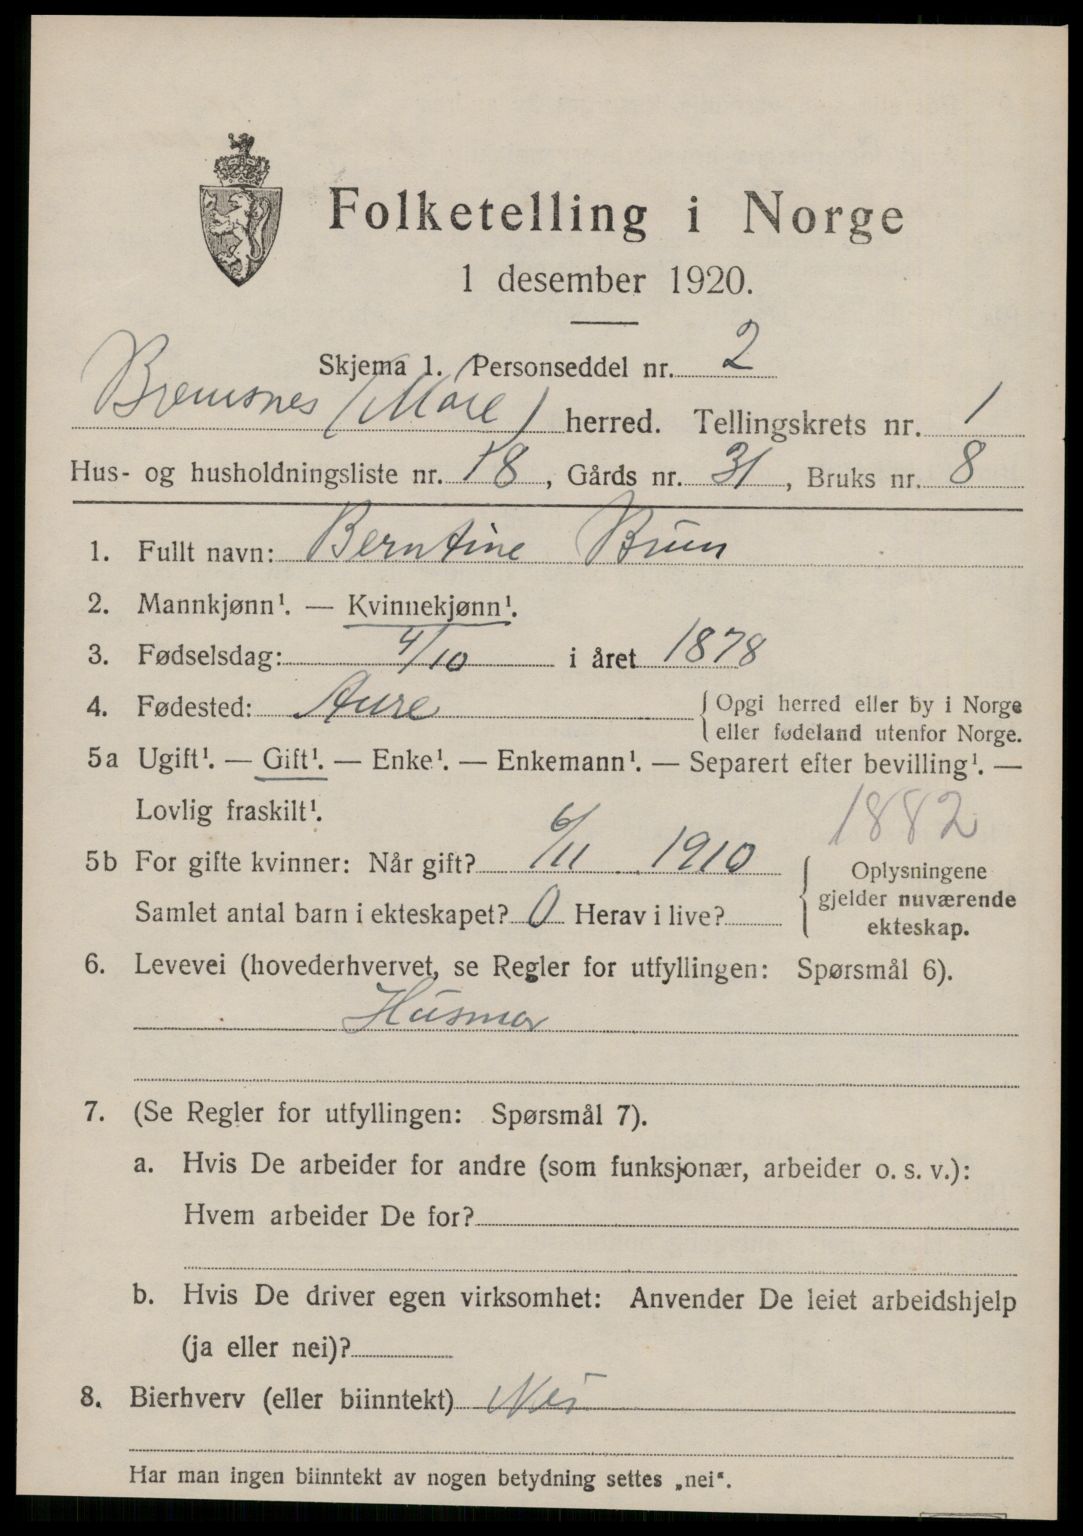 Folketelling i Norge
1 desember 1920.
Skjema 1. Personseddel nr. 2
Bremsnes (Møre) herred. Tellingskrets nr. 1
Hus- og husholdningsliste nr. 18, Gårds nr. 31, Bruks nr. 8
1. Fullt navn: Berntine Brun
2. Mannkjønn¹. — Kvinnekjønn¹.
3. Fødselsdag: 4/10 i året 1878
4. Fødested: Aure {Opgi herred eller by i Norge
eller fødeland utenfor Norge.
5a Ugift¹. — Gift¹. — Enke¹. — Enkemann¹. — Separert efter bevilling¹. —
Lovlig fraskilt¹.
1882
5b For gifte kvinner: Når gift? 6/11 1910
Samlet antal barn i ekteskapet? 0 Herav i live?
{Oplysningene
gjelder nuværende
ekteskap.
6. Levevei (hovederhvervet, se Regler for utfyllingen: Spørsmål 6).
Husmor
7. (Se Regler for utfyllingen: Spørsmål 7).
a. Hvis De arbeider for andre (som funksjonær, arbeider o. s. v.):
Hvem arbeider De for?
b. Hvis De driver egen virksomhet: Anvender De leiet arbeidshjelp
(ja eller nei)?
8. Bierhverv (eller biinntekt) Nei
Har man ingen biinntekt av nogen betydning settes „nei“.